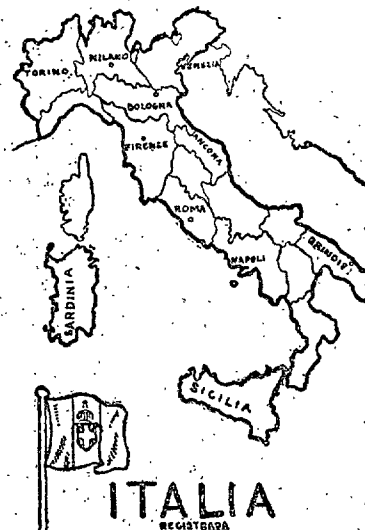 MILANO
TORINO
VENEZIA
BOLOGNA
FIRENZE
ANCONA
ROMA
NAPOLI
BRINDISI
SARDINIA
SICILIA
ITALIA
REGISTRADA